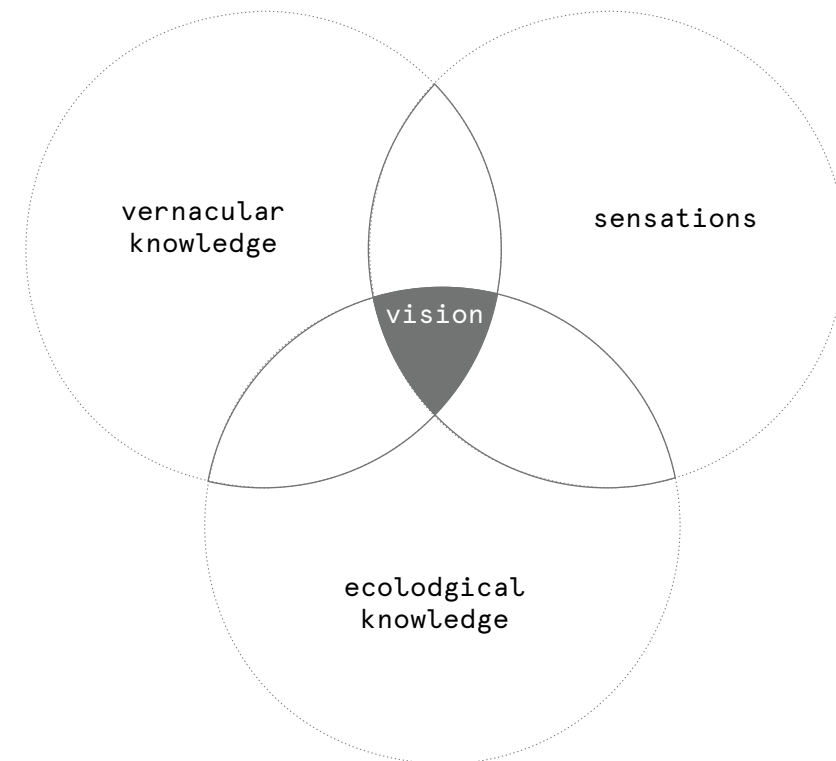 vernacular
knowledge
sensations
vision
ecolodgical
knowledge